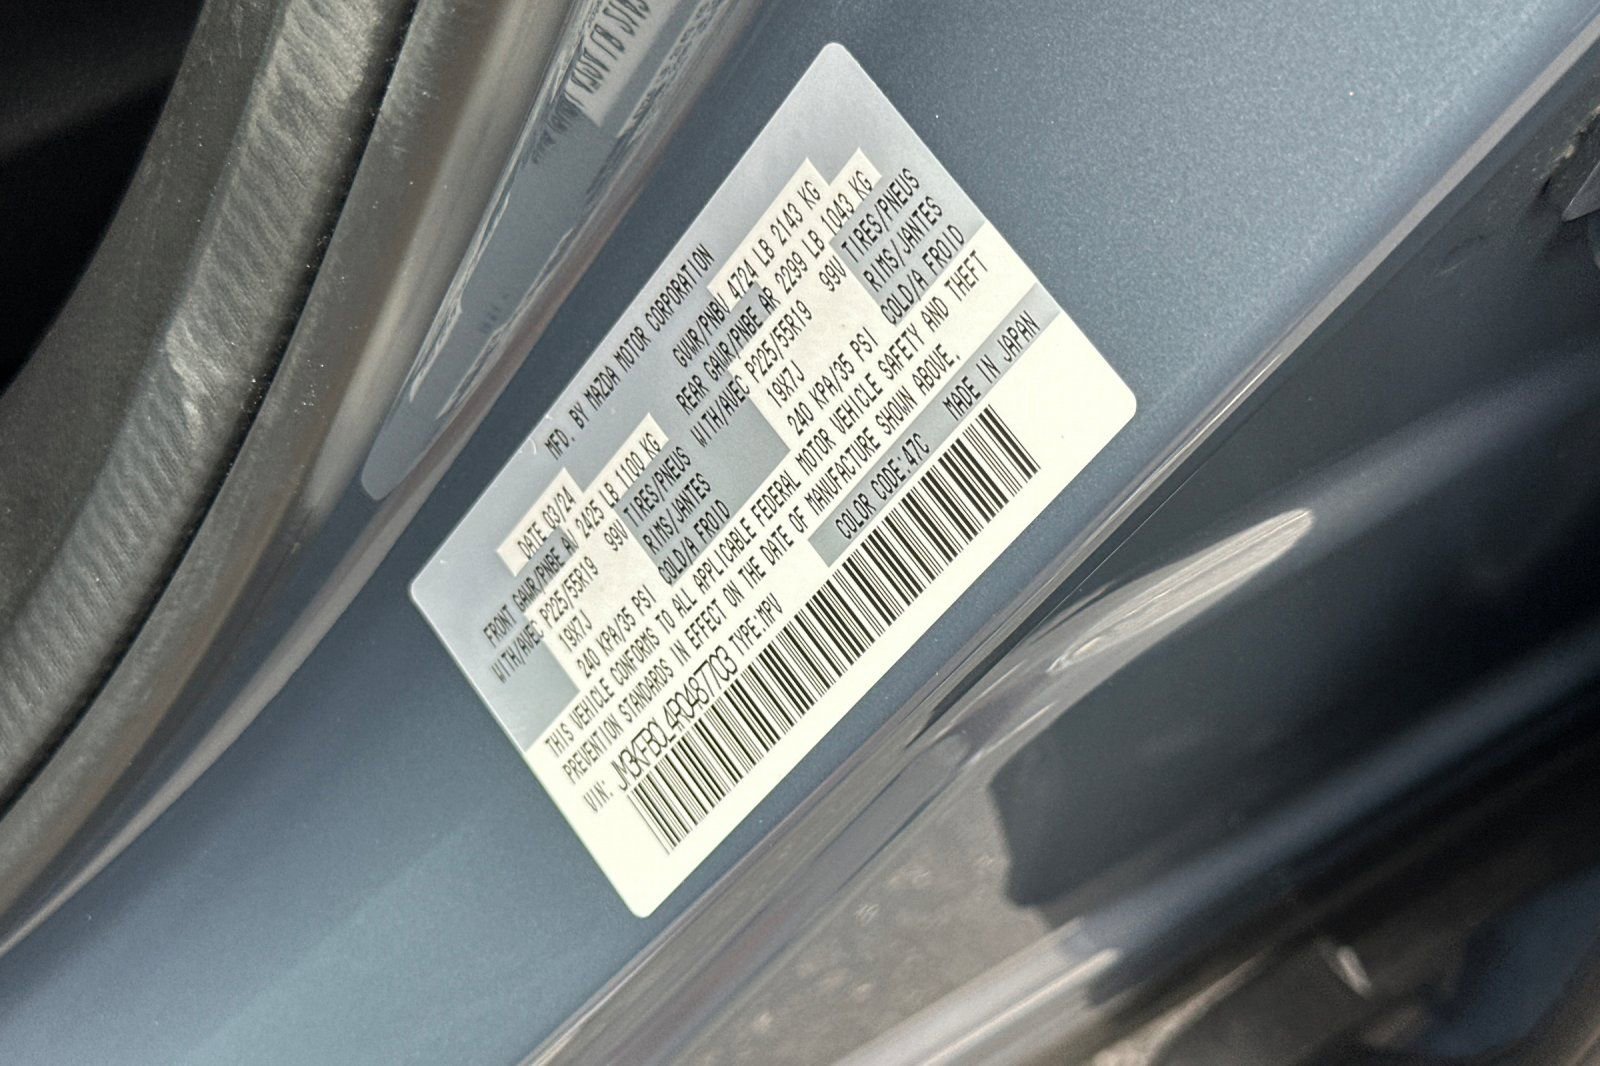 MFD. BY MAZDA MOTOR CORPORATION
DATE 03/24 GVWR/PNBV 4724 LB 2143 KG
FRONT GAWR/PNBE AV 2425 LB 1100 KG REAR GAWR/PNBE AR 2299 LB 1043 KG
WITH/AVEC P225/55R19 99V TIRES/PNEUS WITH/AVEC P225/55R19 99V TIRES/PNEUS
19X7J RIMS/JANTES 19X7J RIMS/JANTES
240 KPA/35 PSI COLD/A FROID 240 KPA/35 PSI COLD/A FROID
THIS VEHICLE CONFORMS TO ALL APPLICABLE FEDERAL MOTOR VEHICLE SAFETY AND THEFT
PREVENTION STANDARDS IN EFFECT ON THE DATE OF MANUFACTURE SHOWN ABOVE.
VIN: JM3KFBCL4R0487703 TYPE:MPV COLOR CODE:47C MADE IN JAPAN